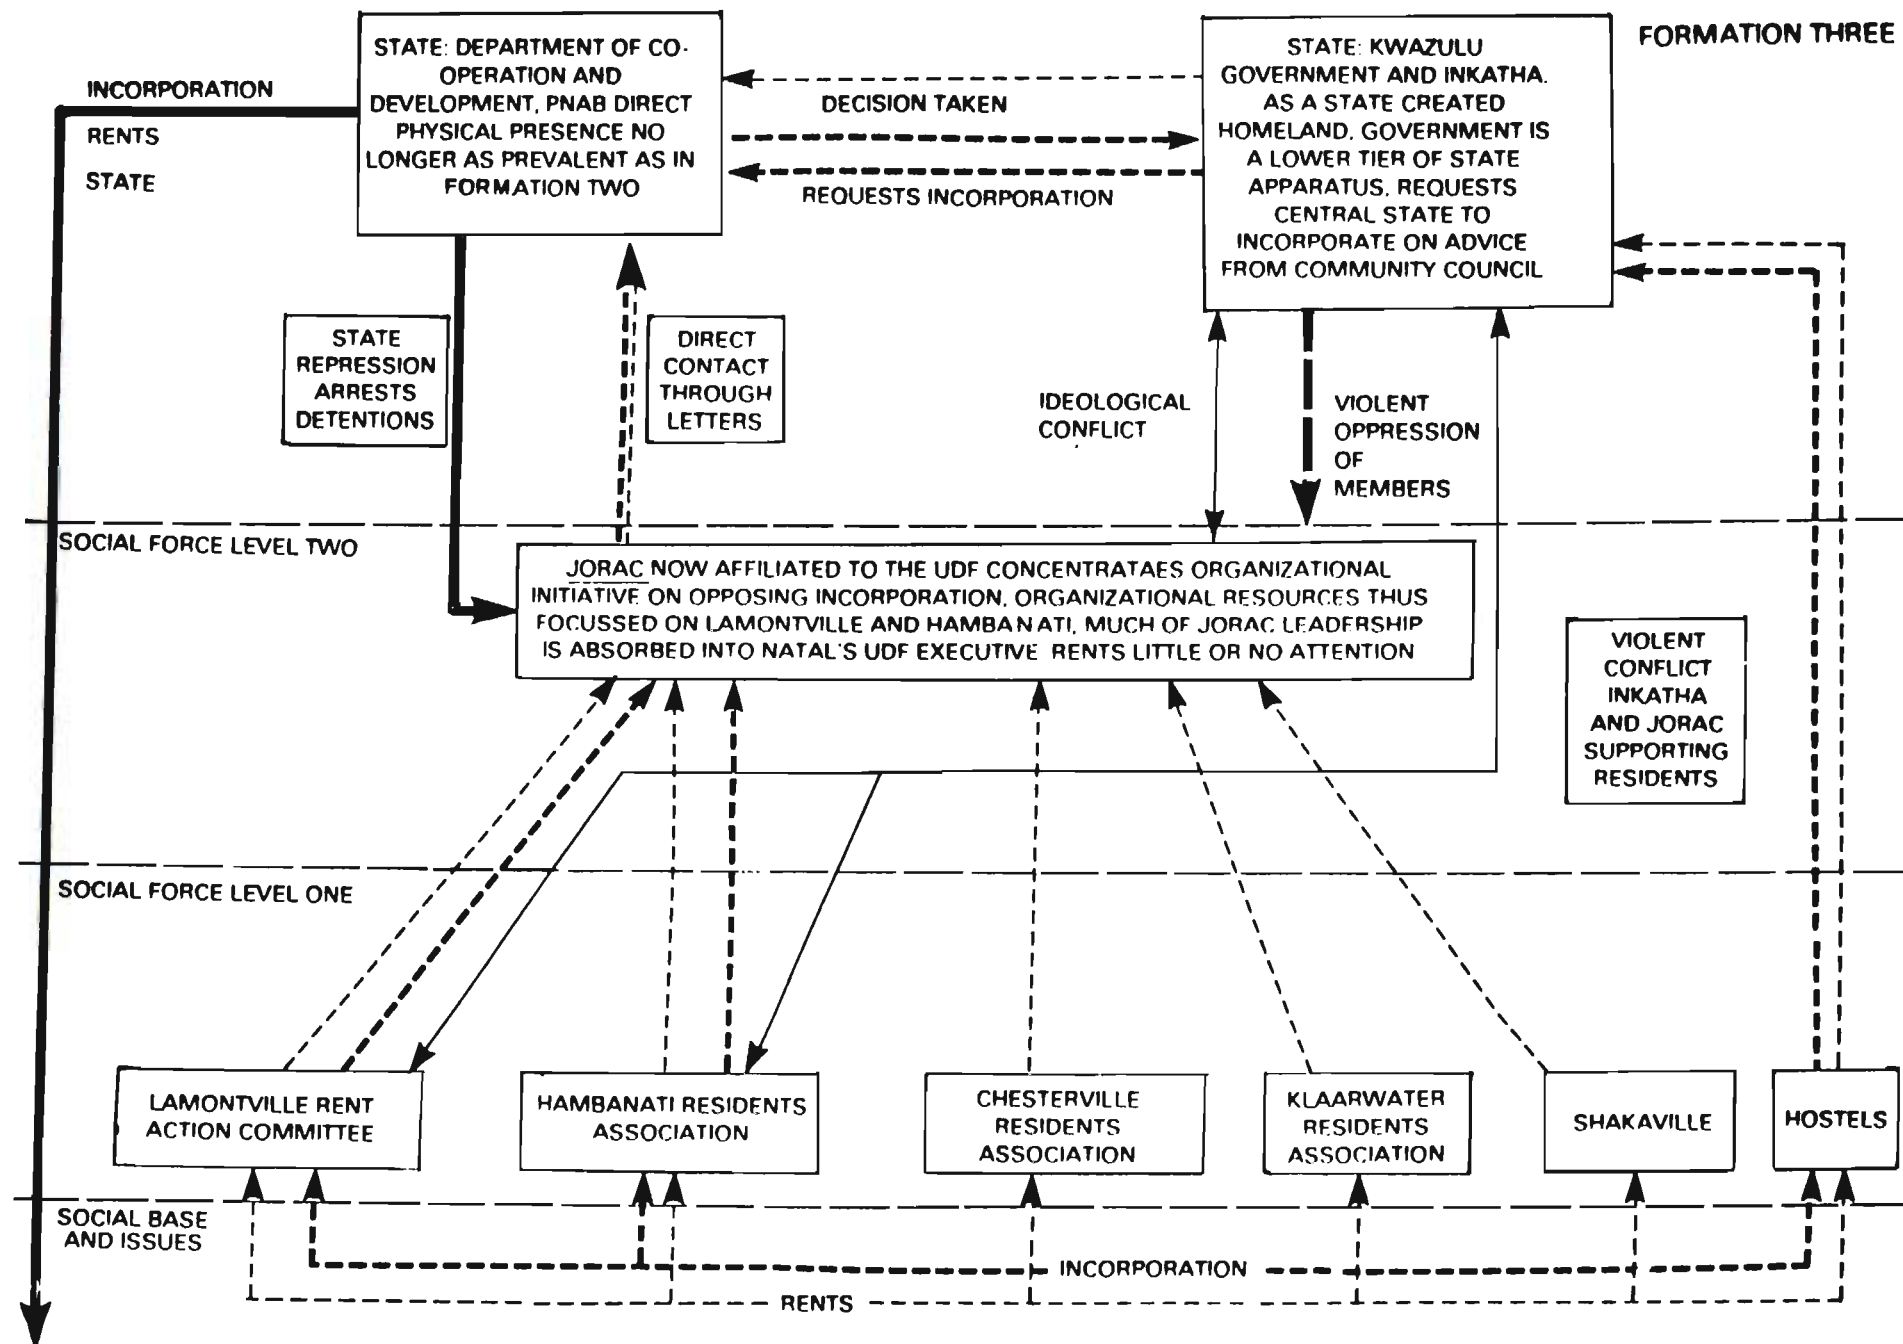 FORMATION THREE
STATE: DEPARTMENT OF CO-
OPERATION AND
DEVELOPMENT, PNAB DIRECT
PHYSICAL PRESENCE NO
LONGER AS PREVALENT AS IN
FORMATION TWO
STATE: KWAZULU
GOVERNMENT AND INKATHA.
AS A STATE CREATED
HOMELAND, GOVERNMENT IS
A LOWER TIER OF STATE
APPARATUS. REQUESTS
CENTRAL STATE TO
INCORPORATE ON ADVICE
FROM COMMUNITY COUNCIL
INCORPORATION
RENTS
STATE
DECISION TAKEN
REQUESTS INCORPORATION
STATE
REPRESSION
ARRESTS
DETENTIONS
DIRECT
CONTACT
THROUGH
LETTERS
IDEOLOGICAL
CONFLICT
VIOLENT
OPPRESSION
OF
MEMBERS
SOCIAL FORCE LEVEL TWO
JORAC NOW AFFILIATED TO THE UDF CONCENTRATAES ORGANIZATIONAL
INITIATIVE ON OPPOSING INCORPORATION, ORGANIZATIONAL RESOURCES THUS
FOCUSSED ON LAMONTVILLE AND HAMBANATI, MUCH OF JORAC LEADERSHIP
IS ABSORBED INTO NATAL'S UDF EXECUTIVE RENTS LITTLE OR NO ATTENTION
VIOLENT
CONFLICT
INKATHA
AND JORAC
SUPPORTING
RESIDENTS
SOCIAL FORCE LEVEL ONE
LAMONTVILLE RENT
ACTION COMMITTEE
HAMBANATI RESIDENTS
ASSOCIATION
CHESTERVILLE
RESIDENTS
ASSOCIATION
KLAARWATER
RESIDENTS
ASSOCIATION
SHAKAVILLE
HOSTELS
SOCIAL BASE
AND ISSUES
INCORPORATION
RENTS